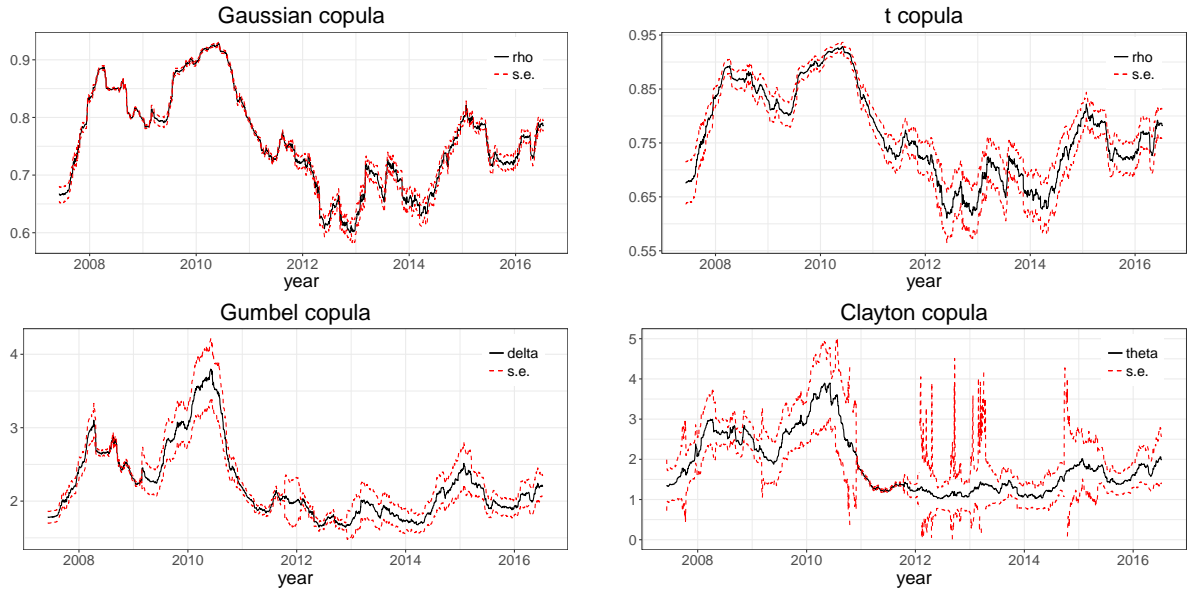 Gaussian copula
0.9
0.8
0.7
0.6
rho
s.e.
2008 2010 2012 2014 2016
year
t copula
0.95
0.85
0.75
0.65
0.55
rho
s.e.
2008 2010 2012 2014 2016
year
Gumbel copula
4
3
2
delta
s.e.
2008 2010 2012 2014 2016
year
Clayton copula
5
4
3
2
1
0
theta
s.e.
2008 2010 2012 2014 2016
year